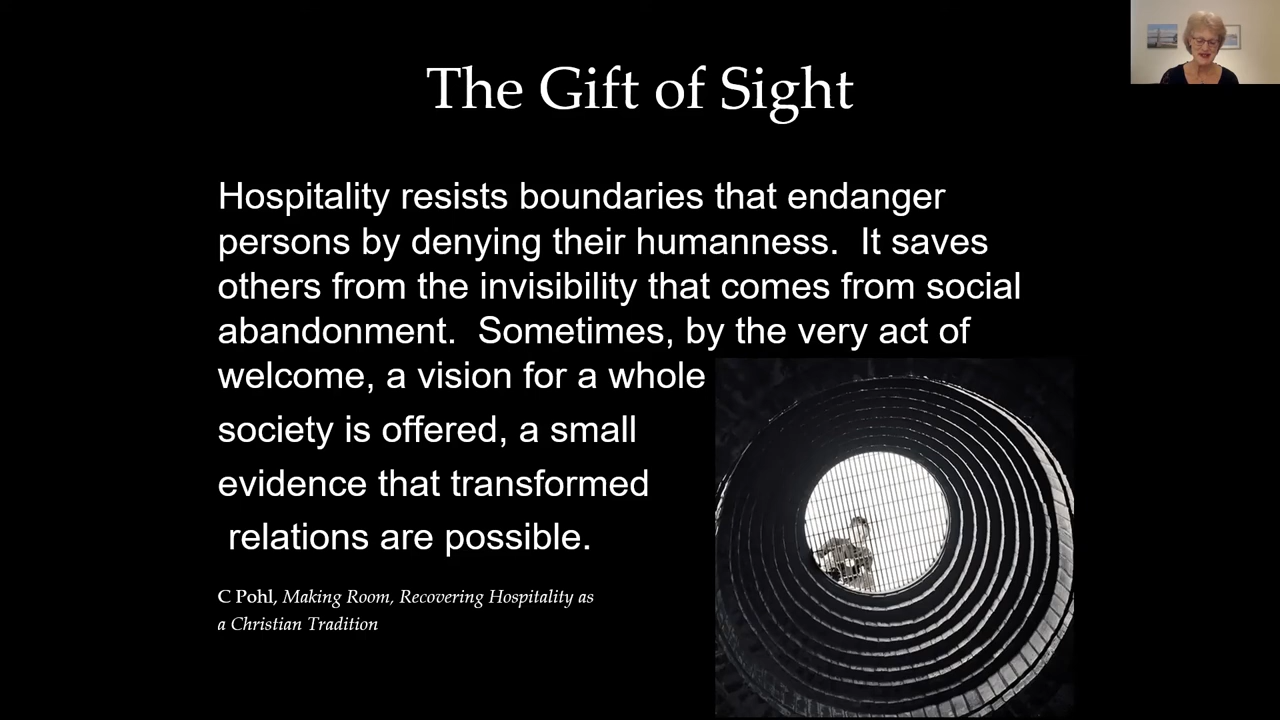 The Gift of Sight
Hospitality resists boundaries that endanger
persons by denying their humanness.  It saves
others from the invisibility that comes from social
abandonment.  Sometimes, by the very act of
welcome, a vision for a whole
society is offered, a small
evidence that transformed
relations are possible.
C Pohl, Making Room, Recovering Hospitality as
a Christian Tradition